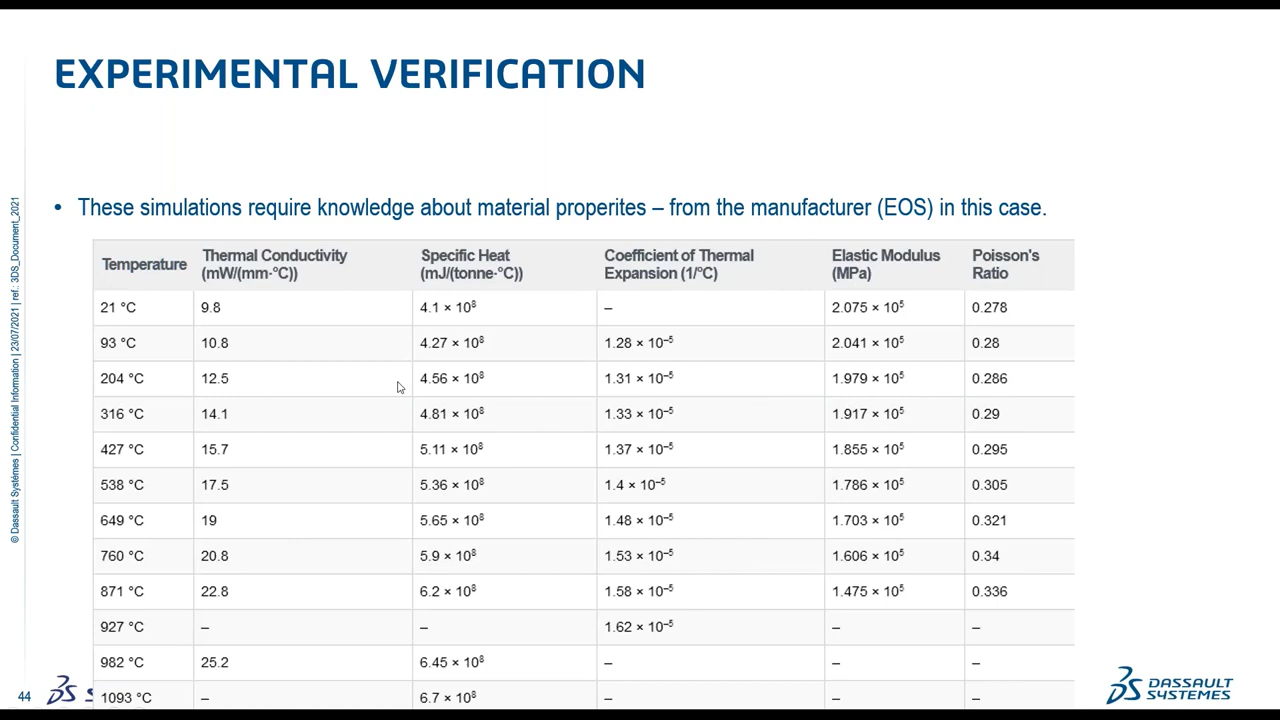 EXPERIMENTAL VERIFICATION
• These simulations require knowledge about material properites – from the manufacturer (EOS) in this case.
Temperature Thermal Conductivity (mW/(mm·°C)) Specific Heat (mJ/(tonne·°C)) Coefficient of Thermal Expansion (1/°C) Elastic Modulus (MPa) Poisson's Ratio
21 °C 9.8 4.1 × 10⁸ – 2.075 × 10⁵ 0.278
93 °C 10.8 4.27 × 10⁸ 1.28 × 10⁻⁵ 2.041 × 10⁵ 0.28
204 °C 12.5 4.56 × 10⁸ 1.31 × 10⁻⁵ 1.979 × 10⁵ 0.286
316 °C 14.1 4.81 × 10⁸ 1.33 × 10⁻⁵ 1.917 × 10⁵ 0.29
427 °C 15.7 5.11 × 10⁸ 1.37 × 10⁻⁵ 1.855 × 10⁵ 0.295
538 °C 17.5 5.36 × 10⁸ 1.4 × 10⁻⁵ 1.786 × 10⁵ 0.305
649 °C 19 5.65 × 10⁸ 1.48 × 10⁻⁵ 1.703 × 10⁵ 0.321
760 °C 20.8 5.9 × 10⁸ 1.53 × 10⁻⁵ 1.606 × 10⁵ 0.34
871 °C 22.8 6.2 × 10⁸ 1.58 × 10⁻⁵ 1.475 × 10⁵ 0.336
927 °C – – 1.62 × 10⁻⁵ – –
982 °C 25.2 6.45 × 10⁸ – – –
1093 °C – 6.7 × 10⁸ – – –
© Dassault Systèmes | Confidential Information | 23/07/2021 | ref.: 3DS_Document_2021
44
DASSAULT
SYSTEMES